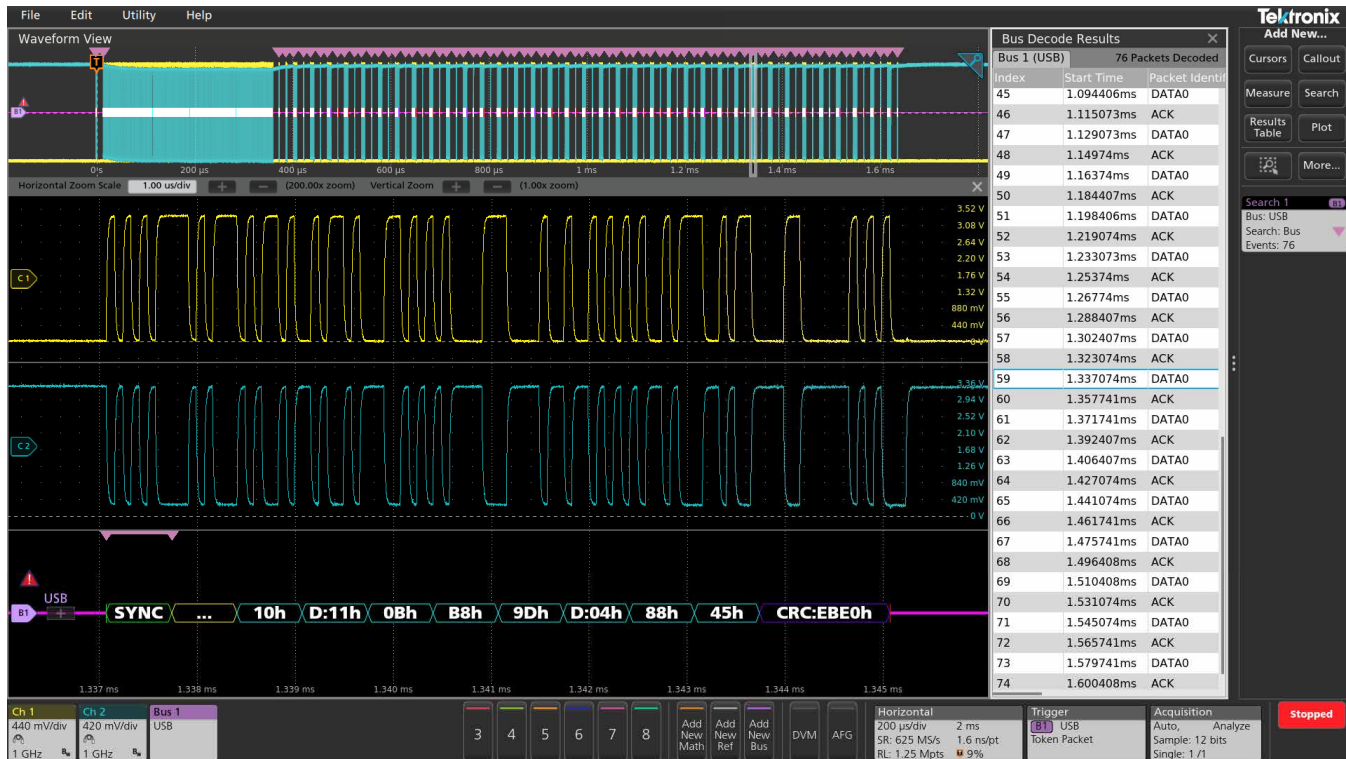 File Edit Utility Help
Tektronix
Waveform View
Bus Decode Results
Add New...
T
B1
0 s 200 µs 400 µs 600 µs 800 µs 1 ms 1.2 ms 1.4 ms 1.6 ms
Horizontal Zoom Scale 1.00 us/div + — (200.00x zoom) Vertical Zoom + — (1.00x zoom)
3.52 V
3.08 V
2.64 V
2.20 V
1.76 V
1.32 V
880 mV
440 mV
0 V
C1
3.36 V
2.94 V
2.52 V
2.10 V
1.68 V
1.26 V
840 mV
420 mV
0 V
C2
USB
B1 + SYNC ... 10h D:11h 0Bh B8h 9Dh D:04h 88h 45h CRC:EBE0h
1.337 ms 1.338 ms 1.339 ms 1.340 ms 1.341 ms 1.342 ms 1.343 ms 1.344 ms 1.345 ms
Bus 1 (USB) 76 Packets Decoded
Index Start Time Packet Identif
45 1.094406ms DATA0
46 1.115073ms ACK
47 1.129073ms DATA0
48 1.14974ms ACK
49 1.16374ms DATA0
50 1.184407ms ACK
51 1.198406ms DATA0
52 1.219074ms ACK
53 1.233073ms DATA0
54 1.25374ms ACK
55 1.26774ms DATA0
56 1.288407ms ACK
57 1.302407ms DATA0
58 1.323074ms ACK
59 1.337074ms DATA0
60 1.357741ms ACK
61 1.371741ms DATA0
62 1.392407ms ACK
63 1.406407ms DATA0
64 1.427074ms ACK
65 1.441074ms DATA0
66 1.461741ms ACK
67 1.475741ms DATA0
68 1.496408ms ACK
69 1.510408ms DATA0
70 1.531074ms ACK
71 1.545074ms DATA0
72 1.565741ms ACK
73 1.579741ms DATA0
74 1.600408ms ACK
Cursors Callout
Measure Search
Results Table Plot
More...
Search 1 B1
Bus: USB
Search: Bus
Events: 76
Ch 1
440 mV/div
1 GHz
Ch 2
420 mV/div
1 GHz
Bus 1
USB
3 4 5 6 7 8
Add New Math
Add New Ref
Add New Bus
DVM AFG
Horizontal
200 µs/div 2 ms
SR: 625 MS/s 1.6 ns/pt
RL: 1.25 Mpts 9%
Trigger
B1 USB
Token Packet
Acquisition
Auto, Analyze
Sample: 12 bits
Single: 1 /1
Stopped